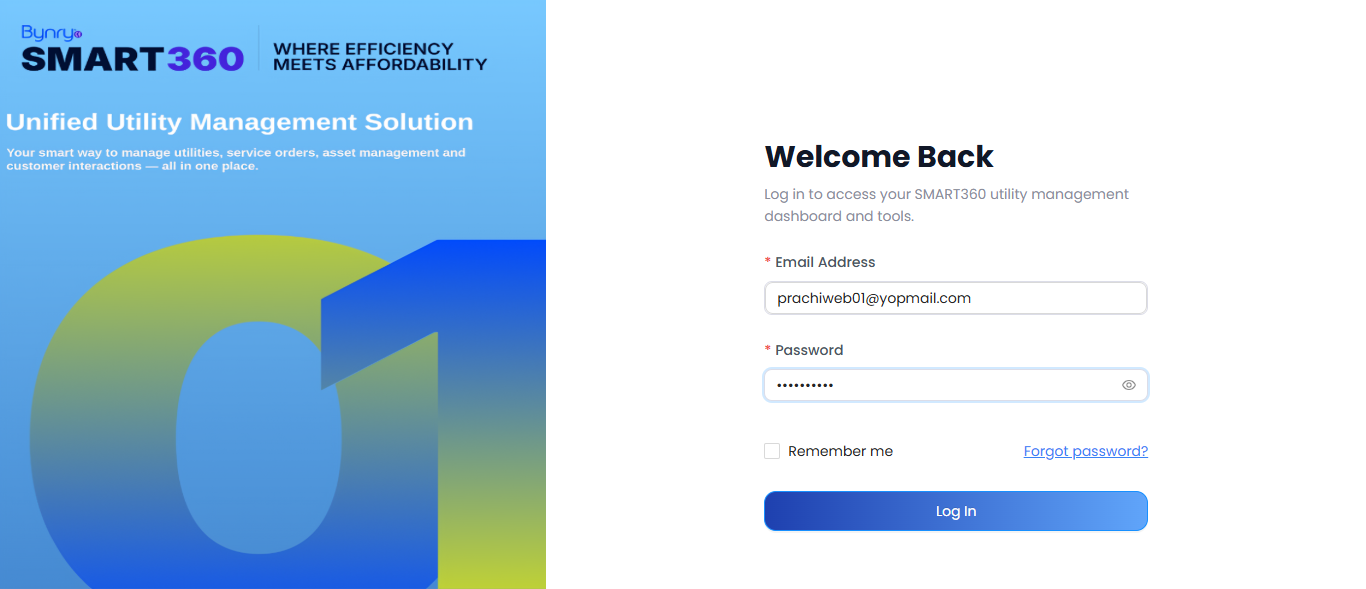 Bynry
SMART360
WHERE EFFICIENCY
MEETS AFFORDABILITY
Unified Utility Management Solution
Your smart way to manage utilities, service orders, asset management and
customer interactions — all in one place.
01
Welcome Back
Log in to access your SMART360 utility management
dashboard and tools.
* Email Address
prachiweb01@yopmail.com
* Password
••••••••••
Remember me
Forgot password?
Log In